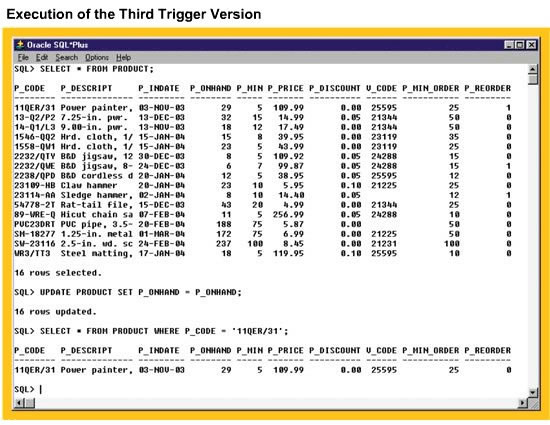 Execution of the Third Trigger Version
Oracle SQL*Plus
File Edit Search Options Help
SQL> SELECT * FROM PRODUCT;
P_CODE P_DESCRIPT P_INDATE P_ONHAND P_MIN P_PRICE P_DISCOUNT V_CODE P_MIN_ORDER P_REORDER
-------- --------------- --------- -------- ----- ------- ---------- ------ ----------- ---------
11QER/31 Power painter, 03-NOV-03 29 5 109.99 0.00 25595 25 1
13-Q2/P2 7.25-in. pwr. 13-DEC-03 32 15 14.99 0.05 21344 50 0
14-Q1/L3 9.00-in. pwr. 13-NOV-03 18 12 17.49 0.00 21344 50 0
1546-QQ2 Hrd. cloth, 1/ 15-JAN-04 15 8 39.95 0.00 23119 35 0
1558-QW1 Hrd. cloth, 1/ 15-JAN-04 23 5 43.99 0.00 23119 25 0
2232/QTY B&D jigsaw, 12 30-DEC-03 8 5 109.92 0.05 24288 15 1
2232/QWE B&D jigsaw, 8- 24-DEC-03 6 7 99.87 0.05 24288 15 1
2238/QPD B&D cordless d 20-JAN-04 12 5 38.95 0.05 25595 12 0
23109-HB Claw hammer 20-JAN-04 23 10 5.95 0.10 21225 25 0
23114-AA Sledge hammer, 02-JAN-04 8 10 14.40 0.05 12 1
54778-2T Rat-tail file, 15-DEC-03 43 20 4.99 0.00 21344 25 0
89-WRE-Q Hicut chain sa 07-FEB-04 11 5 256.99 0.05 24288 10 0
PVC23DRT PVC pipe, 3.5- 20-FEB-04 188 75 5.87 0.00 50 0
SM-18277 1.25-in. metal 01-MAR-04 172 75 6.99 0.00 21225 50 0
SW-23116 2.5-in. wd. sc 24-FEB-04 237 100 8.45 0.00 21231 100 0
WR3/TT3 Steel matting, 17-JAN-04 18 5 119.95 0.10 25595 10 0
16 rows selected.
SQL> UPDATE PRODUCT SET P_ONHAND = P_ONHAND;
16 rows updated.
SQL> SELECT * FROM PRODUCT WHERE P_CODE = '11QER/31';
P_CODE P_DESCRIPT P_INDATE P_ONHAND P_MIN P_PRICE P_DISCOUNT V_CODE P_MIN_ORDER P_REORDER
-------- --------------- --------- -------- ----- ------- ---------- ------ ----------- ---------
11QER/31 Power painter, 03-NOV-03 29 5 109.99 0.00 25595 25 0
SQL>